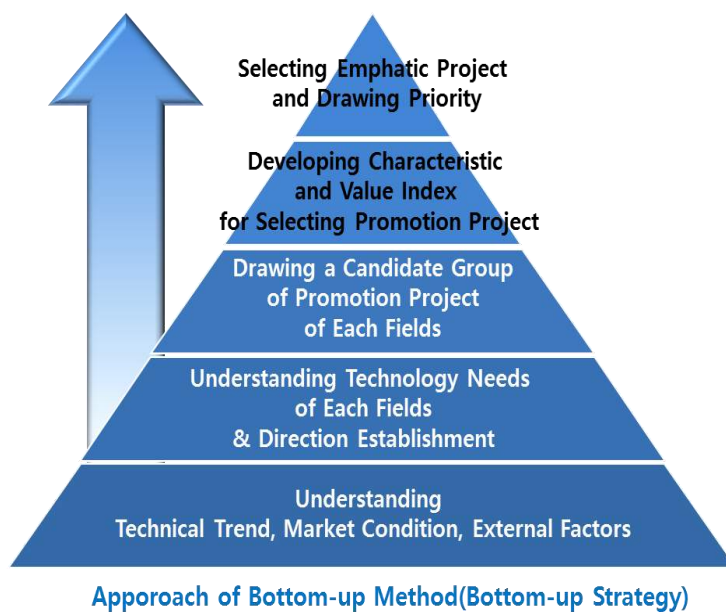 Selecting Emphatic Project
and Drawing Priority
Developing Characteristic
and Value Index
for Selecting Promotion Project
Drawing a Candidate Group
of Promotion Project
of Each Fields
Understanding Technology Needs
of Each Fields
& Direction Establishment
Understanding
Technical Trend, Market Condition, External Factors
Apporoach of Bottom-up Method(Bottom-up Strategy)